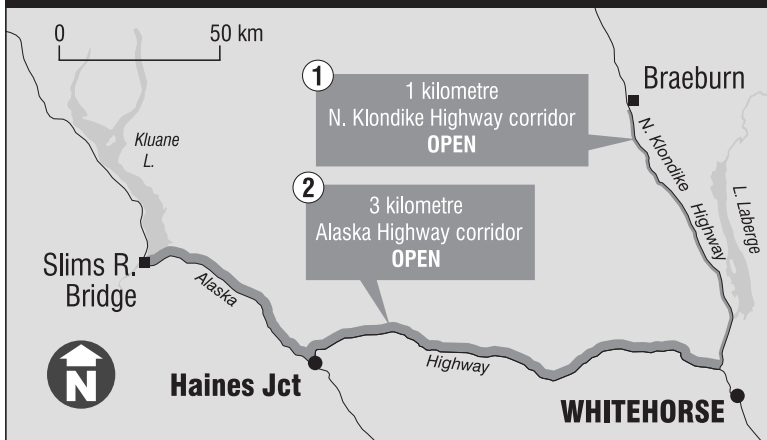 0 50 km
1
1 kilometre
N. Klondike Highway corridor
OPEN
Braeburn
Kluane
L.
N. Klondike Highway
L. Laberge
2
3 kilometre
Alaska Highway corridor
OPEN
Slims R.
Bridge
Alaska
Highway
N
Haines Jct
WHITEHORSE